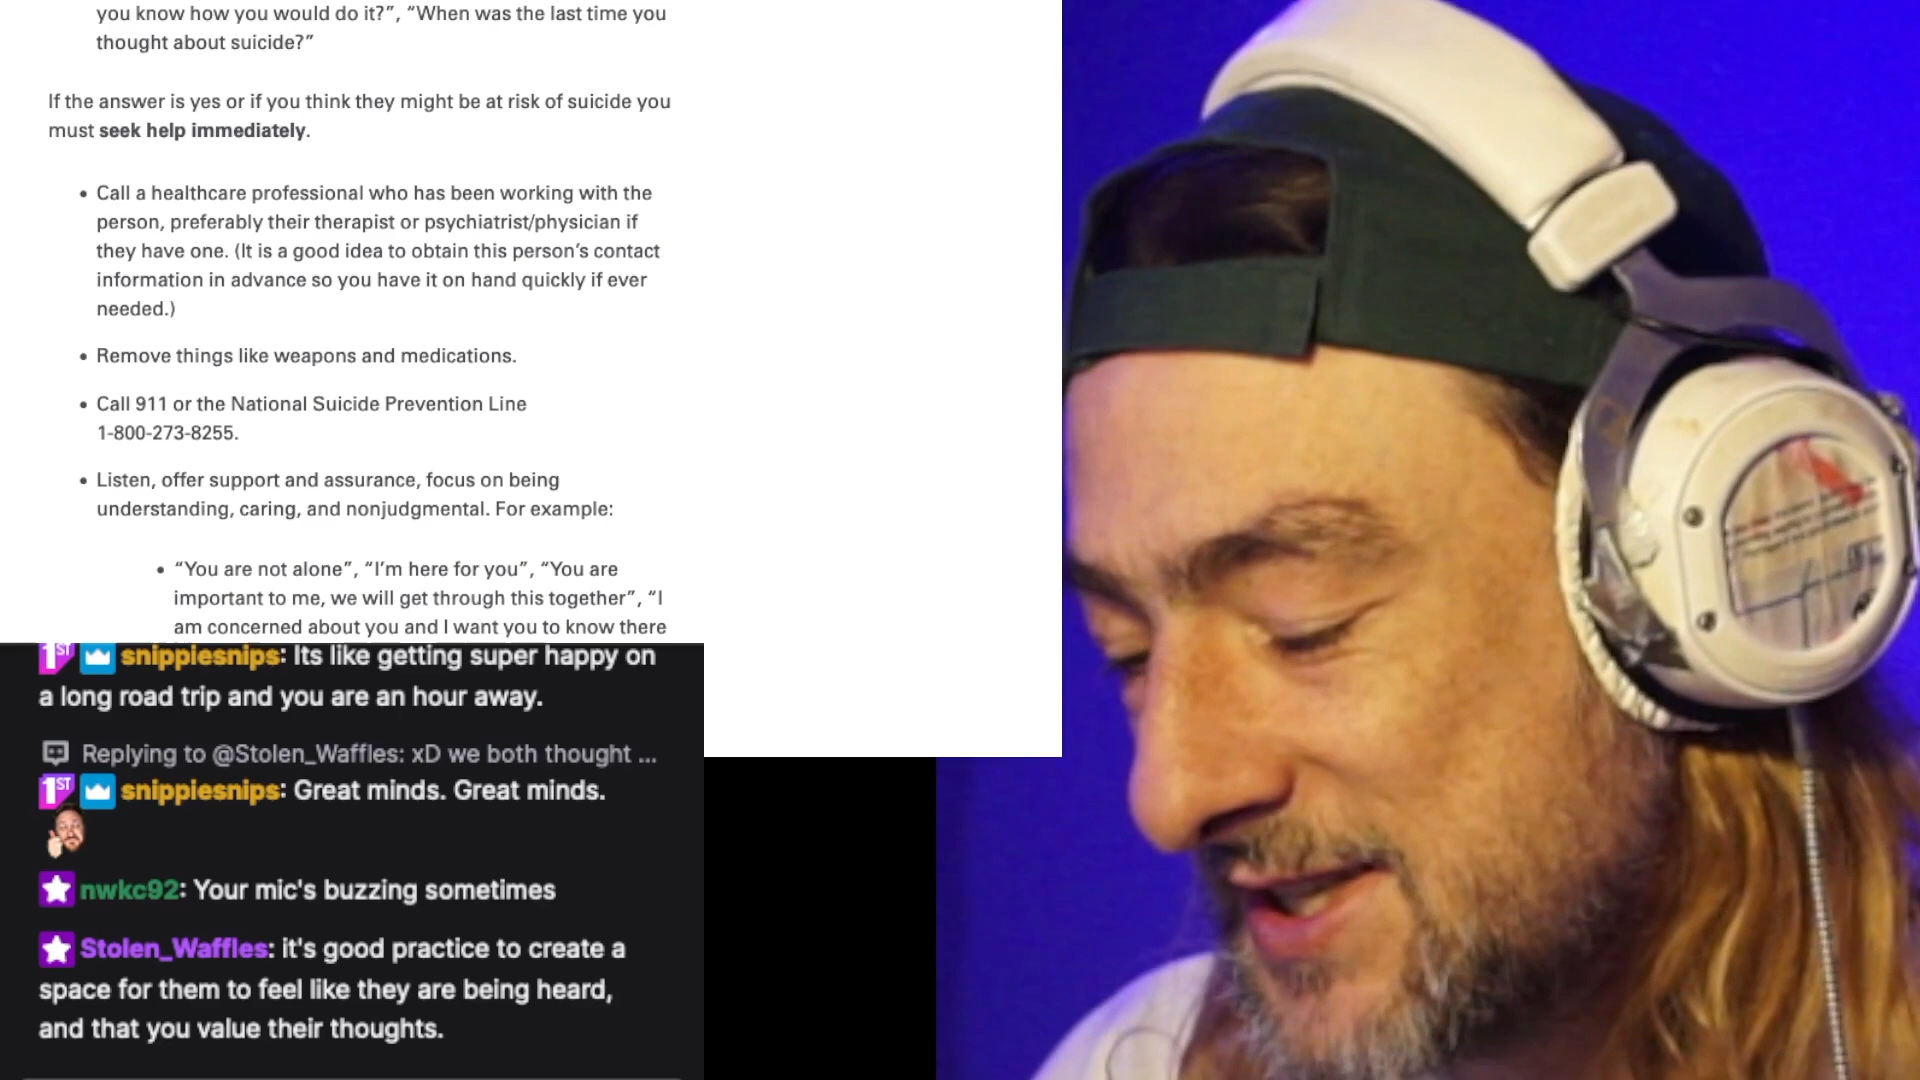 you know how you would do it?”, “When was the last time you
thought about suicide?”
If the answer is yes or if you think they might be at risk of suicide you
must seek help immediately.
• Call a healthcare professional who has been working with the
person, preferably their therapist or psychiatrist/physician if
they have one. (It is a good idea to obtain this person’s contact
information in advance so you have it on hand quickly if ever
needed.)
• Remove things like weapons and medications.
• Call 911 or the National Suicide Prevention Line
1-800-273-8255.
• Listen, offer support and assurance, focus on being
understanding, caring, and nonjudgmental. For example:
• “You are not alone”, “I’m here for you”, “You are
important to me, we will get through this together”, “I
am concerned about you and I want you to know there
1ST snippiesnips: Its like getting super happy on
a long road trip and you are an hour away.
Replying to @Stolen_Waffles: xD we both thought ...
1ST snippiesnips: Great minds. Great minds.
nwkc92: Your mic's buzzing sometimes
Stolen_Waffles: it's good practice to create a
space for them to feel like they are being heard,
and that you value their thoughts.